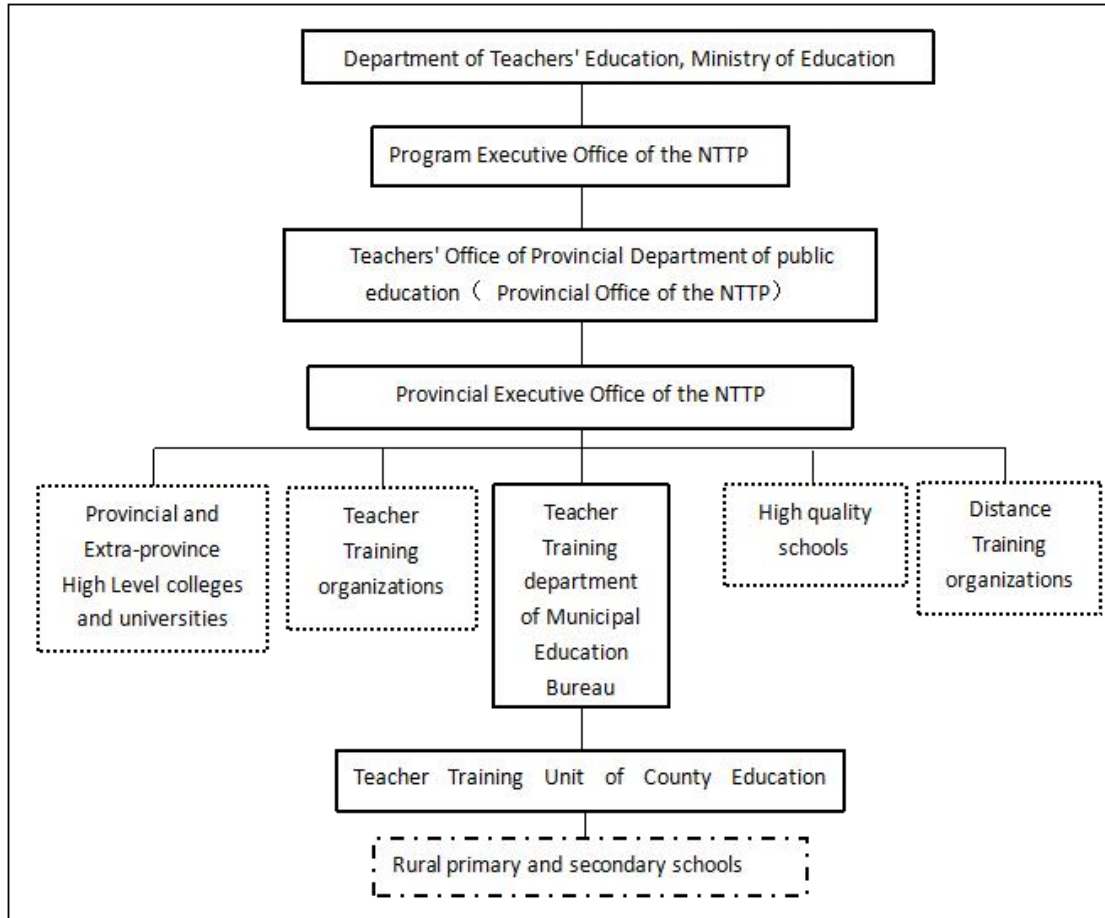 Department of Teachers' Education, Ministry of Education
Program Executive Office of the NTTP
Teachers' Office of Provincial Department of public
education（ Provincial Office of the NTTP）
Provincial Executive Office of the NTTP
Provincial and
Extra-province
High Level colleges
and universities
Teacher
Training
organizations
Teacher
Training
department
of Municipal
Education
Bureau
High quality
schools
Distance
Training
organizations
Teacher Training Unit of County Education
Rural primary and secondary schools